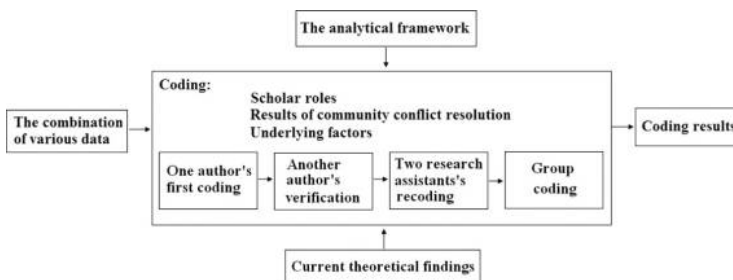 The analytical framework
Coding:
Scholar roles
Results of community conflict resolution
Underlying factors
The combination
of various data
Coding results
One author's
first coding
Another
author's
verification
Two research
assistants's
recoding
Group
coding
Current theoretical findings